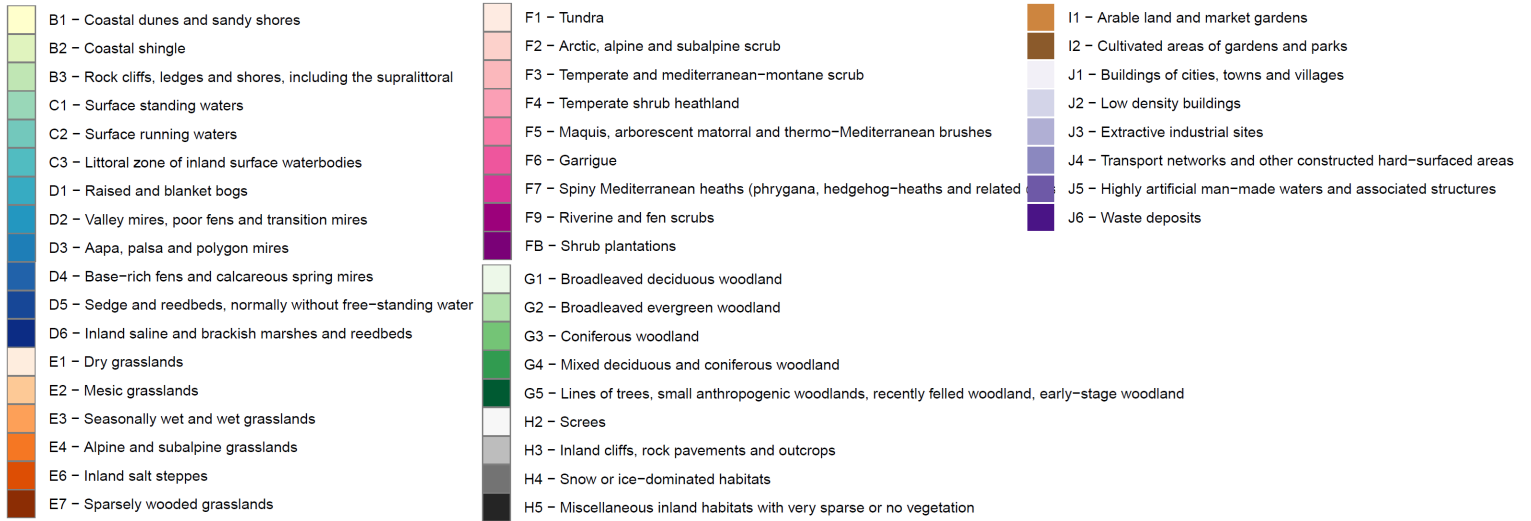 B1 − Coastal dunes and sandy shores
B2 − Coastal shingle
B3 − Rock cliffs, ledges and shores, including the supralittoral
C1 − Surface standing waters
C2 − Surface running waters
C3 − Littoral zone of inland surface waterbodies
D1 − Raised and blanket bogs
D2 − Valley mires, poor fens and transition mires
D3 − Aapa, palsa and polygon mires
D4 − Base−rich fens and calcareous spring mires
D5 − Sedge and reedbeds, normally without free−standing water
D6 − Inland saline and brackish marshes and reedbeds
E1 − Dry grasslands
E2 − Mesic grasslands
E3 − Seasonally wet and wet grasslands
E4 − Alpine and subalpine grasslands
E6 − Inland salt steppes
E7 − Sparsely wooded grasslands
F1 − Tundra
F2 − Arctic, alpine and subalpine scrub
F3 − Temperate and mediterranean−montane scrub
F4 − Temperate shrub heathland
F5 − Maquis, arborescent matorral and thermo−Mediterranean brushes
F6 − Garrigue
F7 − Spiny Mediterranean heaths (phrygana, hedgehog−heaths and related
F9 − Riverine and fen scrubs
FB − Shrub plantations
G1 − Broadleaved deciduous woodland
G2 − Broadleaved evergreen woodland
G3 − Coniferous woodland
G4 − Mixed deciduous and coniferous woodland
G5 − Lines of trees, small anthropogenic woodlands, recently felled woodland, early−stage woodland
H2 − Screes
H3 − Inland cliffs, rock pavements and outcrops
H4 − Snow or ice−dominated habitats
H5 − Miscellaneous inland habitats with very sparse or no vegetation
I1 − Arable land and market gardens
I2 − Cultivated areas of gardens and parks
J1 − Buildings of cities, towns and villages
J2 − Low density buildings
J3 − Extractive industrial sites
J4 − Transport networks and other constructed hard−surfaced areas
J5 − Highly artificial man−made waters and associated structures
J6 − Waste deposits